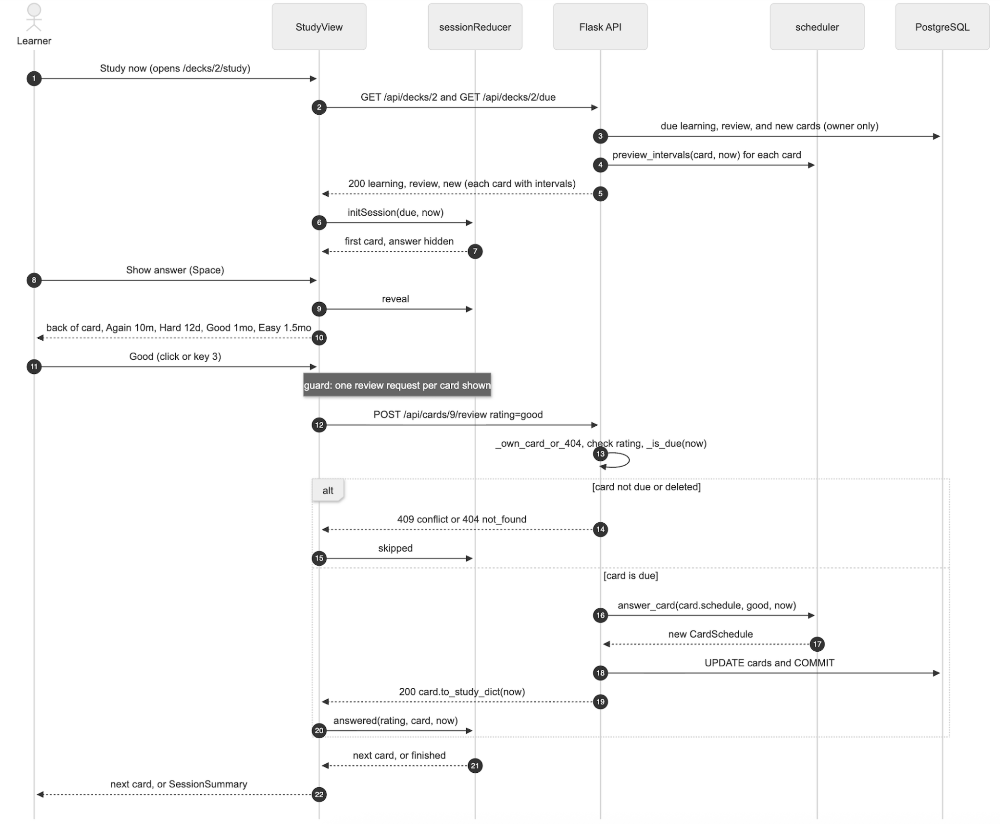 Learner
StudyView
sessionReducer
Flask API
scheduler
PostgreSQL
Study now (opens /decks/2/study)
1
GET /api/decks/2 and GET /api/decks/2/due
2
due learning, review, and new cards (owner only)
3
preview_intervals(card, now) for each card
4
200 learning, review, new (each card with intervals)
5
initSession(due, now)
6
first card, answer hidden
7
Show answer (Space)
8
reveal
9
back of card, Again 10m, Hard 12d, Good 1mo, Easy 1.5mo
10
Good (click or key 3)
11
guard: one review request per card shown
POST /api/cards/9/review rating=good
12
_own_card_or_404, check rating, _is_due(now)
13
alt
[card not due or deleted]
409 conflict or 404 not_found
14
skipped
15
[card is due]
answer_card(card.schedule, good, now)
16
new CardSchedule
17
UPDATE cards and COMMIT
18
200 card.to_study_dict(now)
19
answered(rating, card, now)
20
next card, or finished
21
next card, or SessionSummary
22